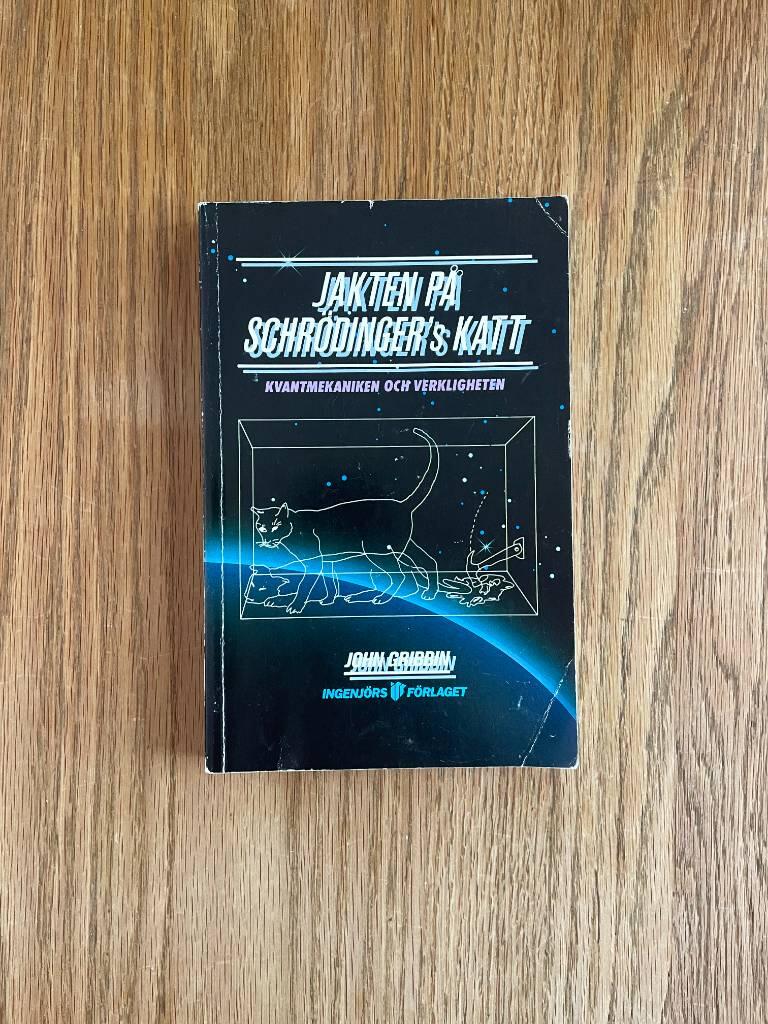 JAKTEN PÅ
SCHRÖDINGER's KATT
KVANTMEKANIKEN OCH VERKLIGHETEN
JOHN GRIBBIN
INGENJÖRS FÖRLAGET